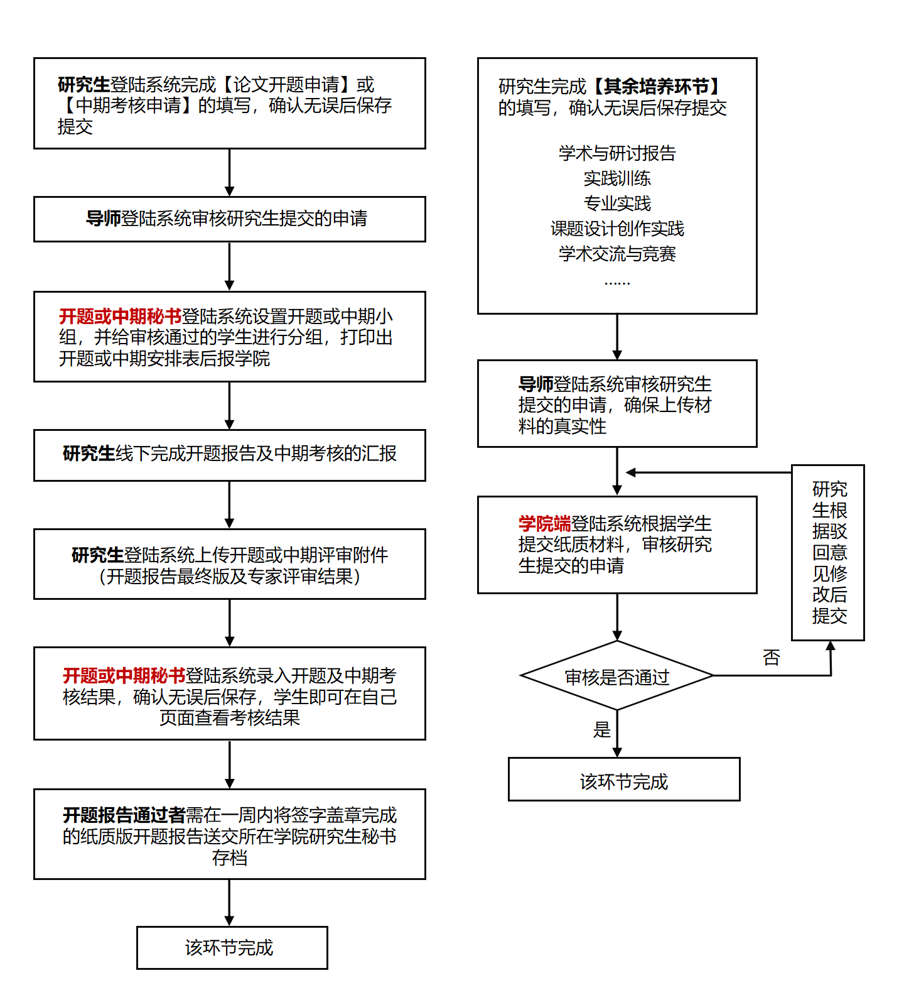 研究生登陆系统完成【论文开题申请】或
【中期考核申请】的填写，确认无误后保存
提交
导师登陆系统审核研究生提交的申请
开题或中期秘书登陆系统设置开题或中期小
组，并给审核通过的学生进行分组，打印出
开题或中期安排表后报学院
研究生线下完成开题报告及中期考核的汇报
研究生登陆系统上传开题或中期评审附件
（开题报告最终版及专家评审结果）
开题或中期秘书登陆系统录入开题及中期考
核结果，确认无误后保存，学生即可在自己
页面查看考核结果
开题报告通过者需在一周内将签字盖章完成
的纸质版开题报告送交所在学院研究生秘书
存档
该环节完成
研究生完成【其余培养环节】
的填写，确认无误后保存提交
学术与研讨报告
实践训练
专业实践
课题设计创作实践
学术交流与竞赛
……
导师登陆系统审核研究生
提交的申请，确保上传材
料的真实性
学院端登陆系统根据学生
提交纸质材料，审核研究
生提交的申请
审核是否通过
否
研究
生根
据驳
回意
见修
改后
提交
是
该环节完成